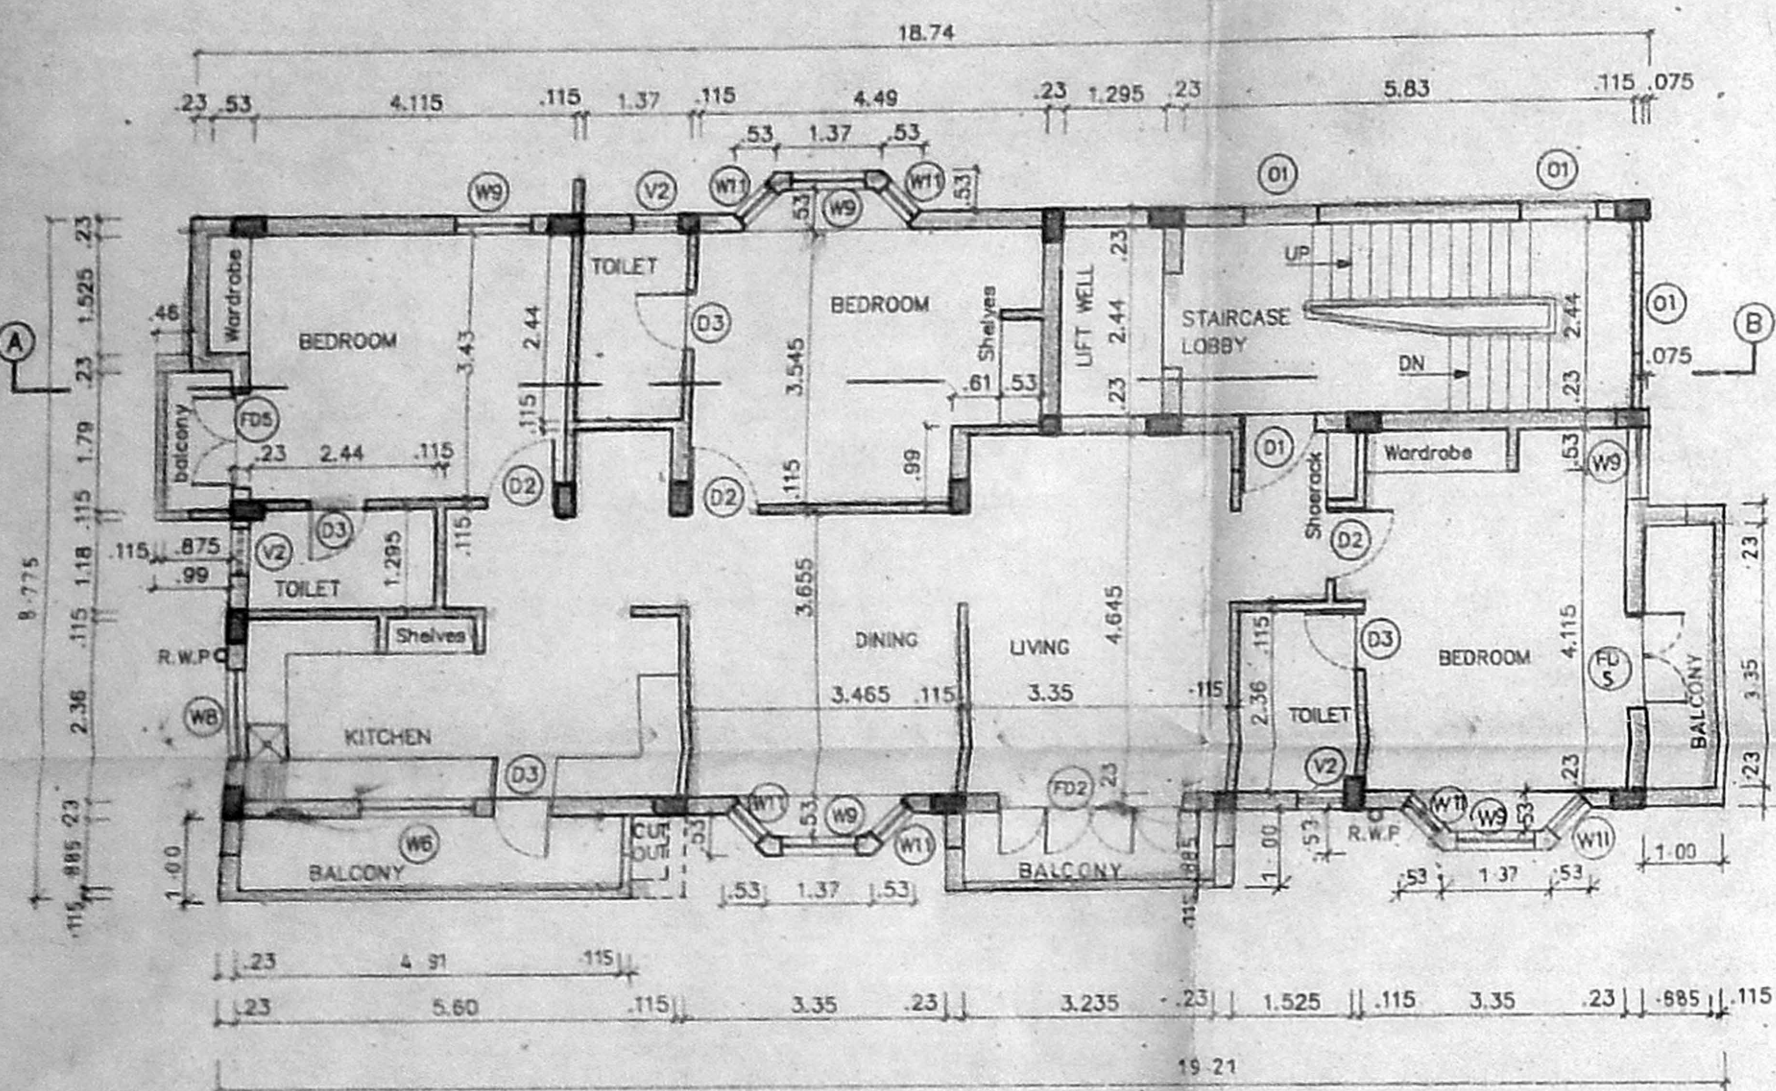 18.74
.23 .53 4.115 .115 1.37 .115 4.49 .23 1.295 .23 5.83 .115 .075
.53 1.37 .53
W9 V2 W11 W9 W11 .53 O1 O1
.53
.23
Wardrobe
TOILET
BEDROOM
UP
LIFT WELL
.23
2.44
.23
STAIRCASE
LOBBY
2.44
O1
B
A
.46
1.525
BEDROOM
3.43
2.44
D3
3.545
Shelves
DN
.075
.23
.61 .53
.223
balcony
FD5
.115
1.79
.23 2.44 .115
D2
D2
.115
.99
D1
Shoerack
Wardrobe
.53
W9
.115
V2
D3
.115
D2
.23
.115 .875
.99
1.18
TOILET
1.295
8.775
3.655
4.645
.115
Shelves
R.W.P
DINING
LIVING
.115
D3
BEDROOM
4.115
FD
5
BALCONY
3.35
2.36
W8
KITCHEN
3.465 .115 3.35 .115
2.36
TOILET
D3
V2
.23
.23
FD2
.23
.23
W11
W9
.53
W11
W11
W9
.53
W11
R.W.P
.53
W6
CUT
OUT
.53
BALCONY
BALCONY
.885
1.00
1.00
.885
.115
.115
.53 1.37 .53
.53 1.37 .53
1.00
.23 4.91 .115
.23 5.60 .115 3.35 .23 3.235 .23 1.525 .115 3.35 .23 .885 .115
19.21